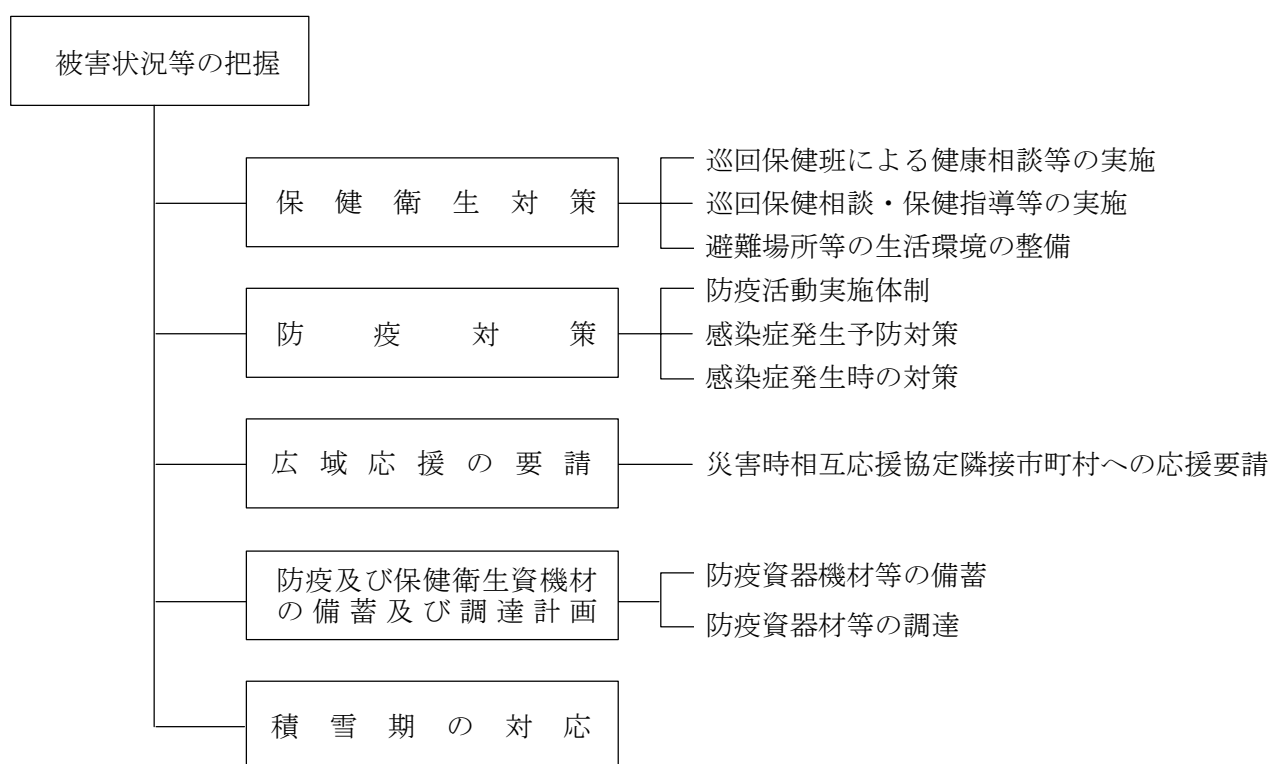 被害状況等の把握
保健衛生対策
巡回保健班による健康相談等の実施
巡回保健相談・保健指導等の実施
避難場所等の生活環境の整備
防疫対策
防疫活動実施体制
感染症発生予防対策
感染症発生時の対策
広域応援の要請
災害時相互応援協定隣接市町村への応援要請
防疫及び保健衛生資機材
の備蓄及び調達計画
防疫資器機材等の備蓄
防疫資器材等の調達
積雪期の対応